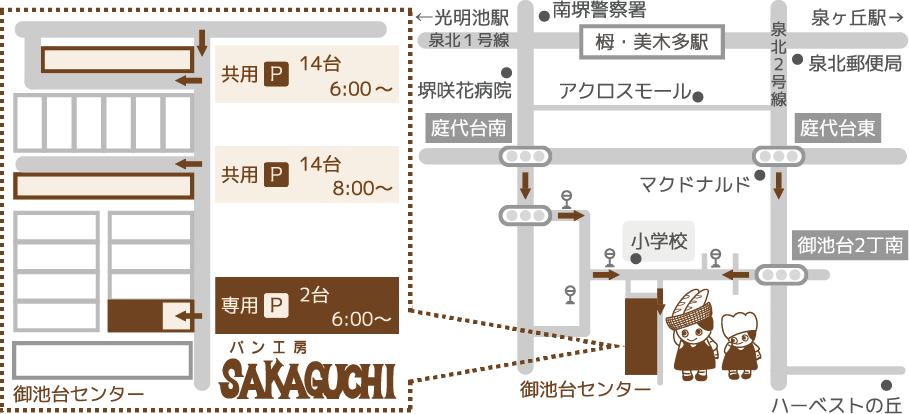 共用 P 14台
6:00～
共用 P 14台
8:00～
専用 P 2台
6:00～
パン工房
SAKAGUCHI
御池台センター
←光明池駅
南堺警察署
泉ヶ丘駅→
泉北1号線
栂・美木多駅
泉北2号線
泉北郵便局
堺咲花病院
アクロスモール
庭代台南
庭代台東
マクドナルド
小学校
御池台2丁南
御池台センター
ハーベストの丘